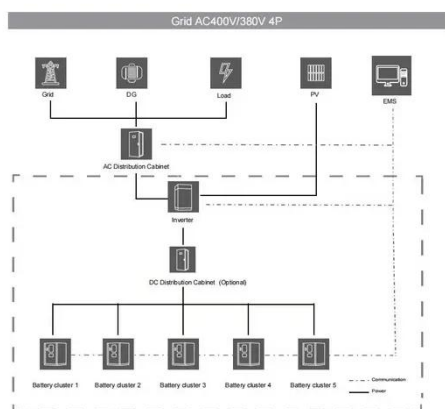 Grid AC400V/380V 4P
Grid
DG
Load
PV
EMS
AC Distribution Cabinet
Inverter
DC Distribution Cabinet (Optional)
Battery cluster 1
Battery cluster 2
Battery cluster 3
Battery cluster 4
Battery cluster 5
Communication
Power